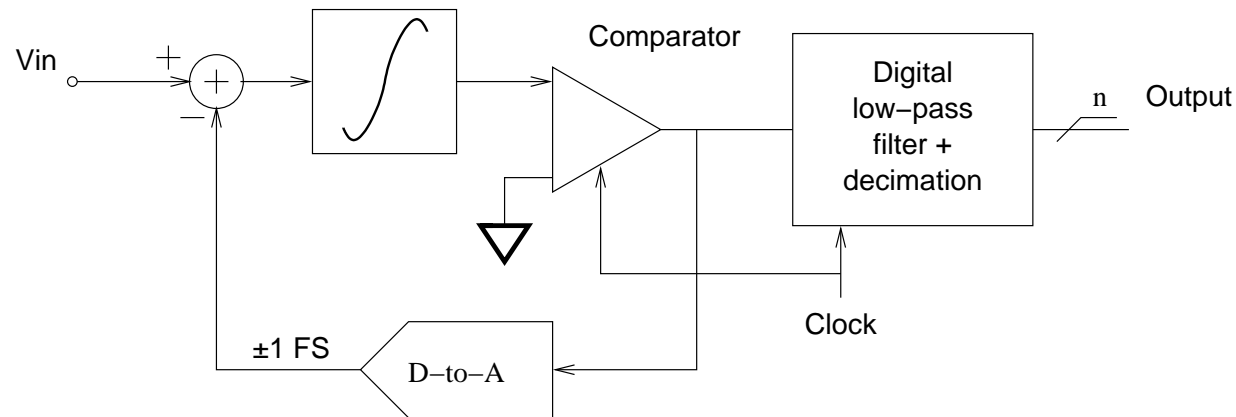 Vin
+
+
−
Comparator
Digital
low−pass
filter +
decimation
n
Output
Clock
±1 FS
D−to−A